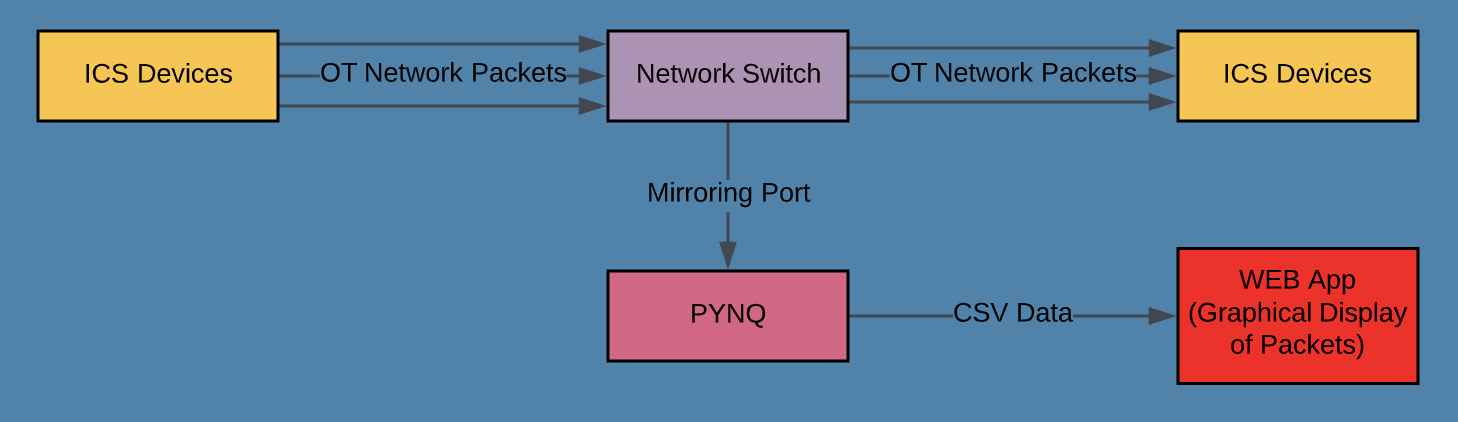 ICS Devices
OT Network Packets
Network Switch
OT Network Packets
ICS Devices
Mirroring Port
PYNQ
CSV Data
WEB App
(Graphical Display
of Packets)